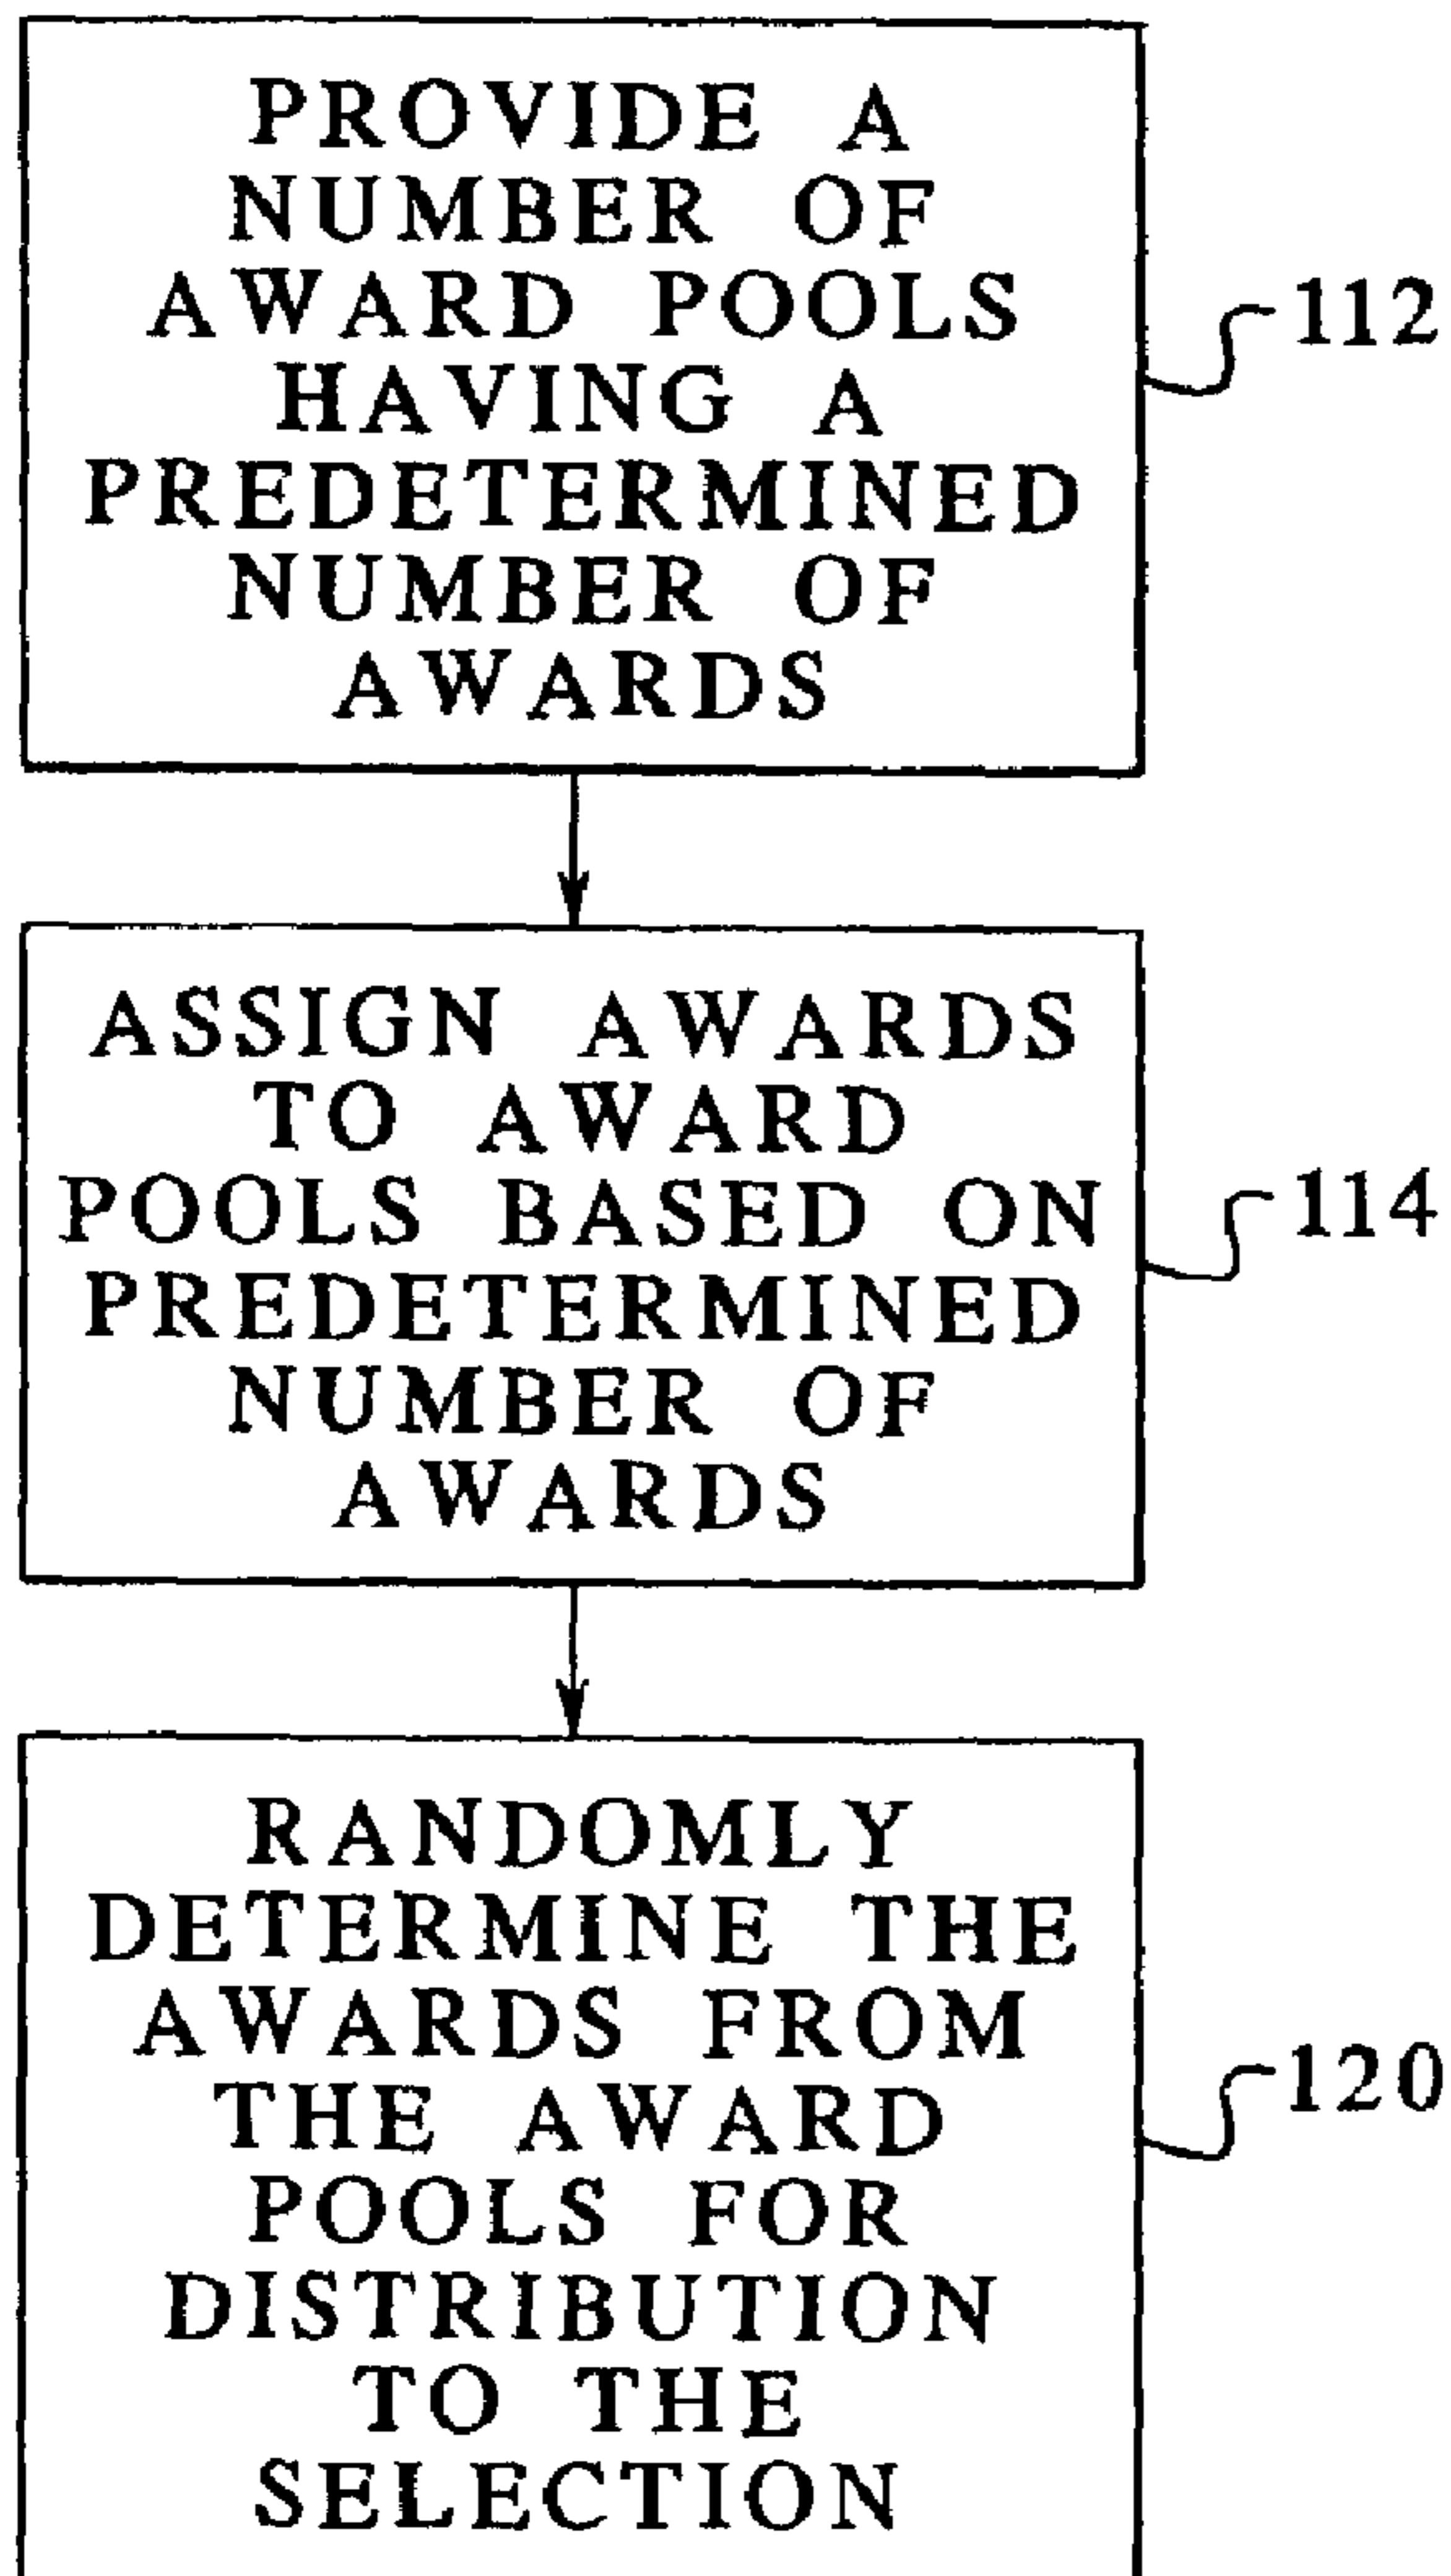 PROVIDE A
NUMBER OF
AWARD POOLS
HAVING A
PREDETERMINED
NUMBER OF
AWARDS
112
ASSIGN AWARDS
TO AWARD
POOLS BASED ON
PREDETERMINED
NUMBER OF
AWARDS
114
RANDOMLY
DETERMINE THE
AWARDS FROM
THE AWARD
POOLS FOR
DISTRIBUTION
TO THE
SELECTION
120